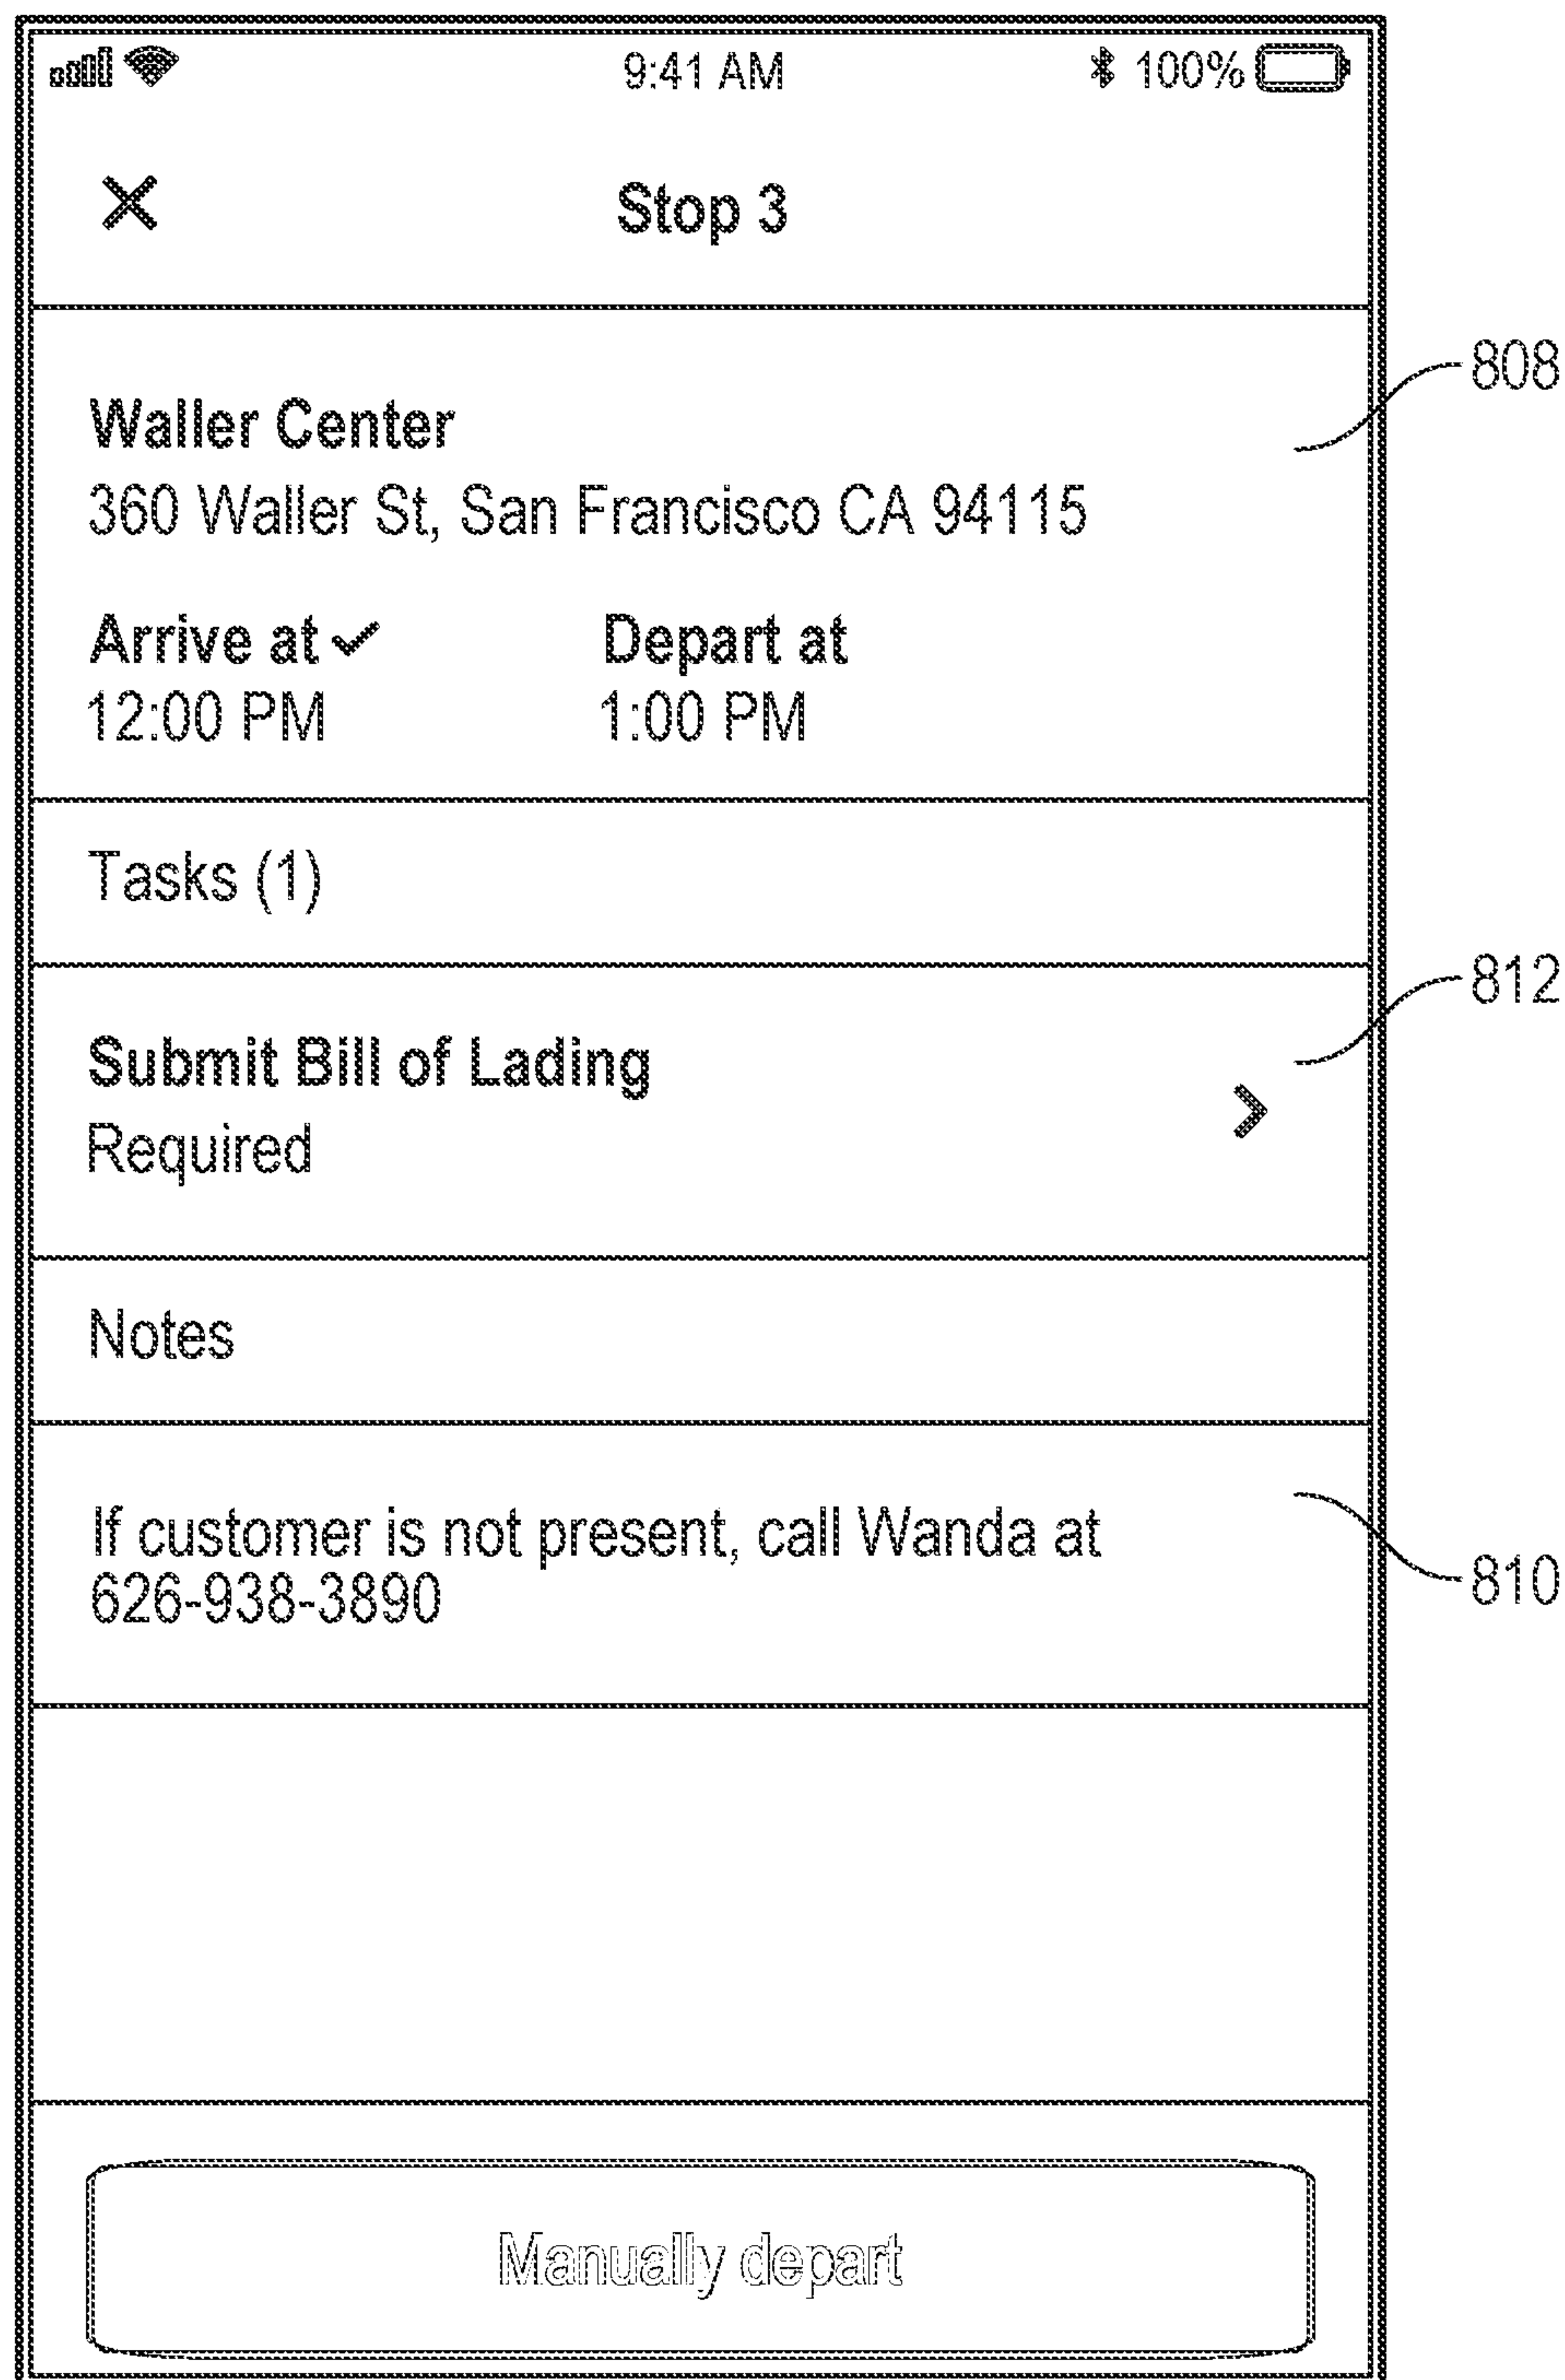 9:41 AM 100%
Stop 3
808
Waller Center
360 Waller St, San Francisco CA 94115
Arrive at Depart at
12:00 PM 1:00 PM
Tasks (1)
812
Submit Bill of Lading
Required
Notes
If customer is not present, call Wanda at
626-938-3890
810
Manually depart